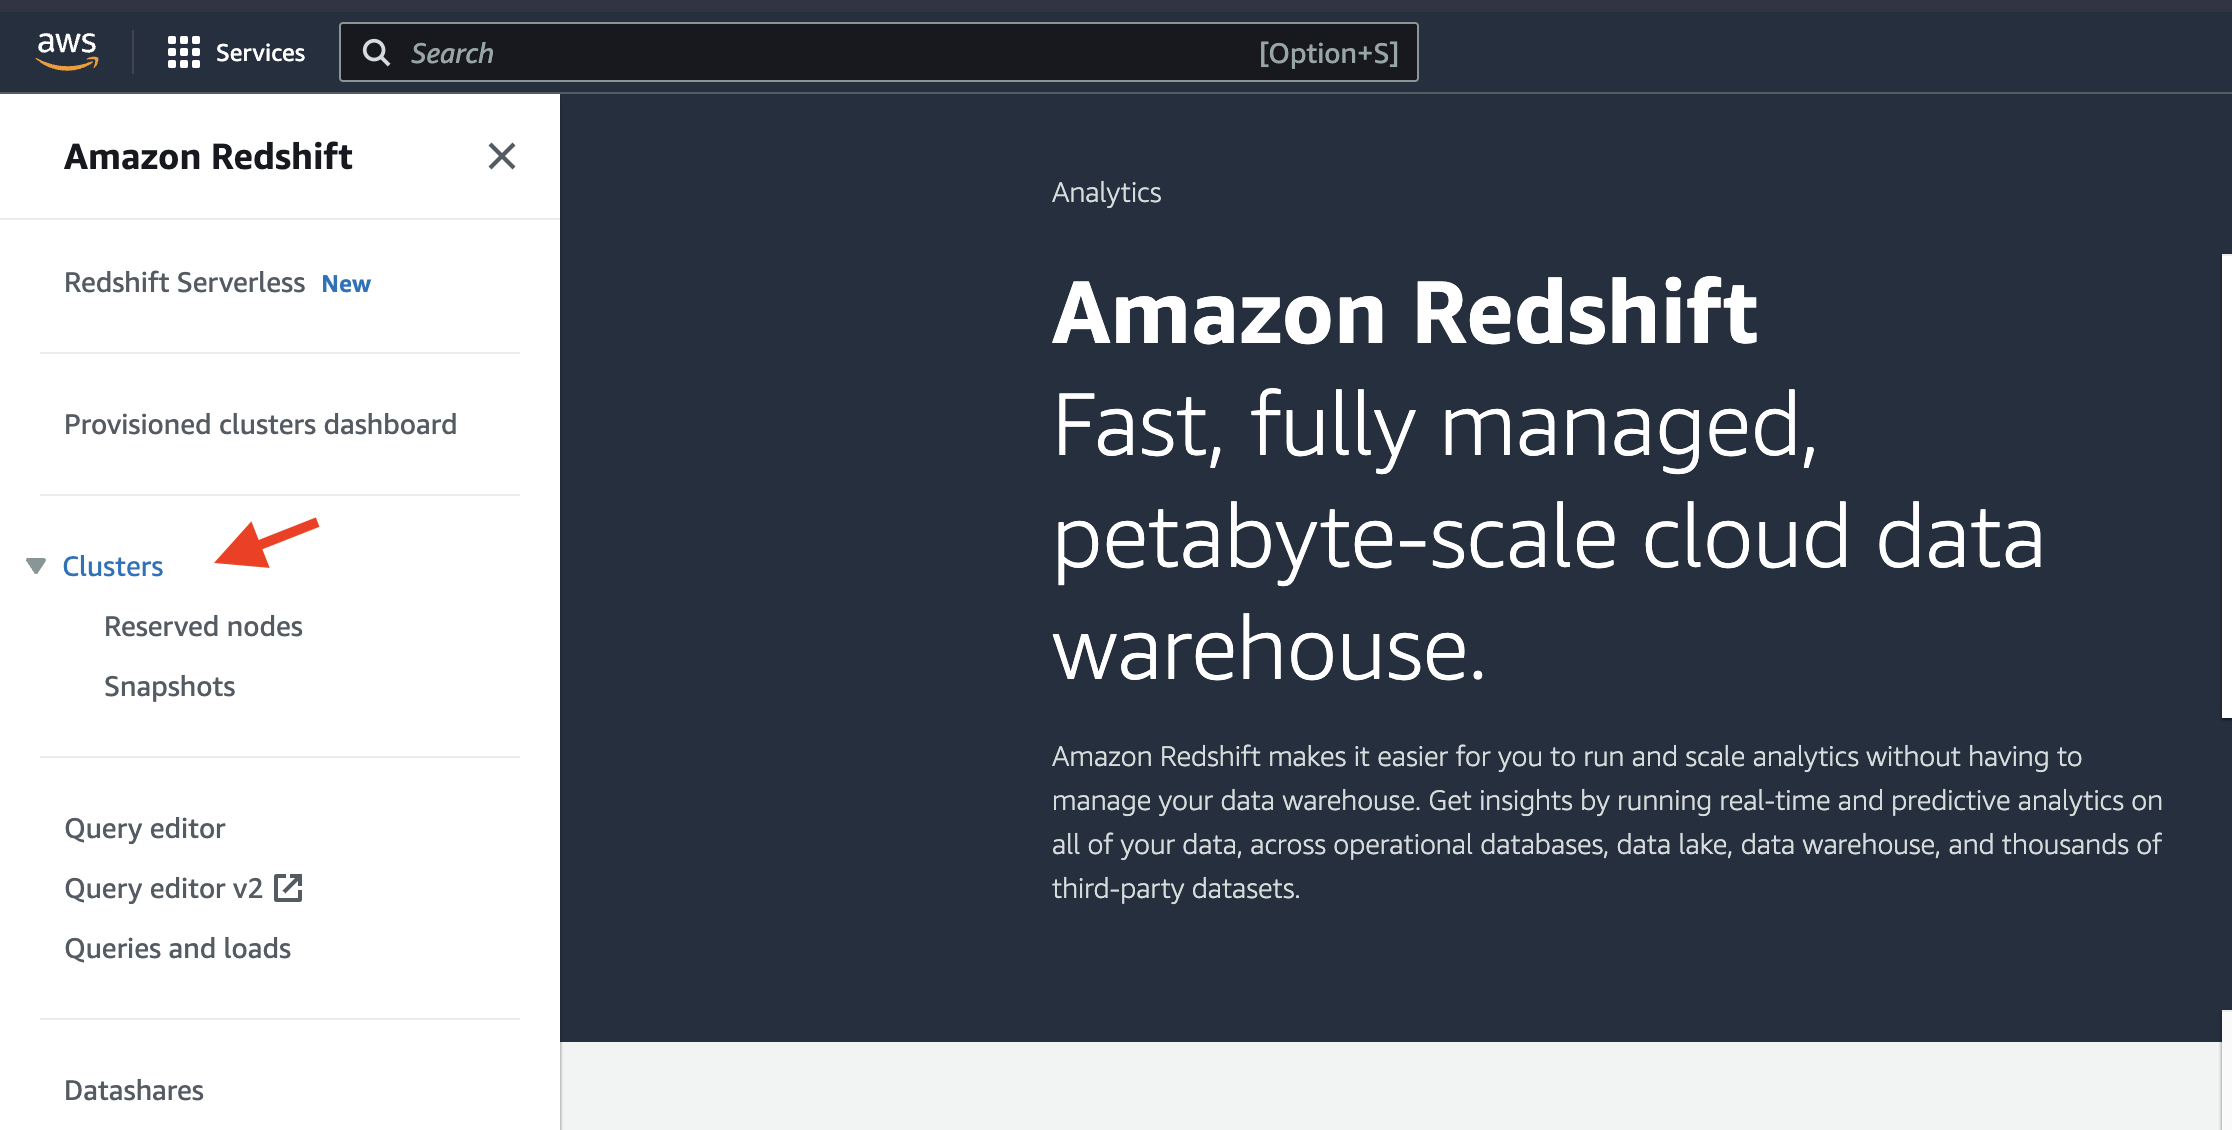 aws
Services
Search
[Option+S]
Amazon Redshift
Redshift Serverless New
Provisioned clusters dashboard
Clusters
Reserved nodes
Snapshots
Query editor
Query editor v2
Queries and loads
Datashares
Analytics
Amazon Redshift
Fast, fully managed,
petabyte-scale cloud data
warehouse.
Amazon Redshift makes it easier for you to run and scale analytics without having to
manage your data warehouse. Get insights by running real-time and predictive analytics on
all of your data, across operational databases, data lake, data warehouse, and thousands of
third-party datasets.